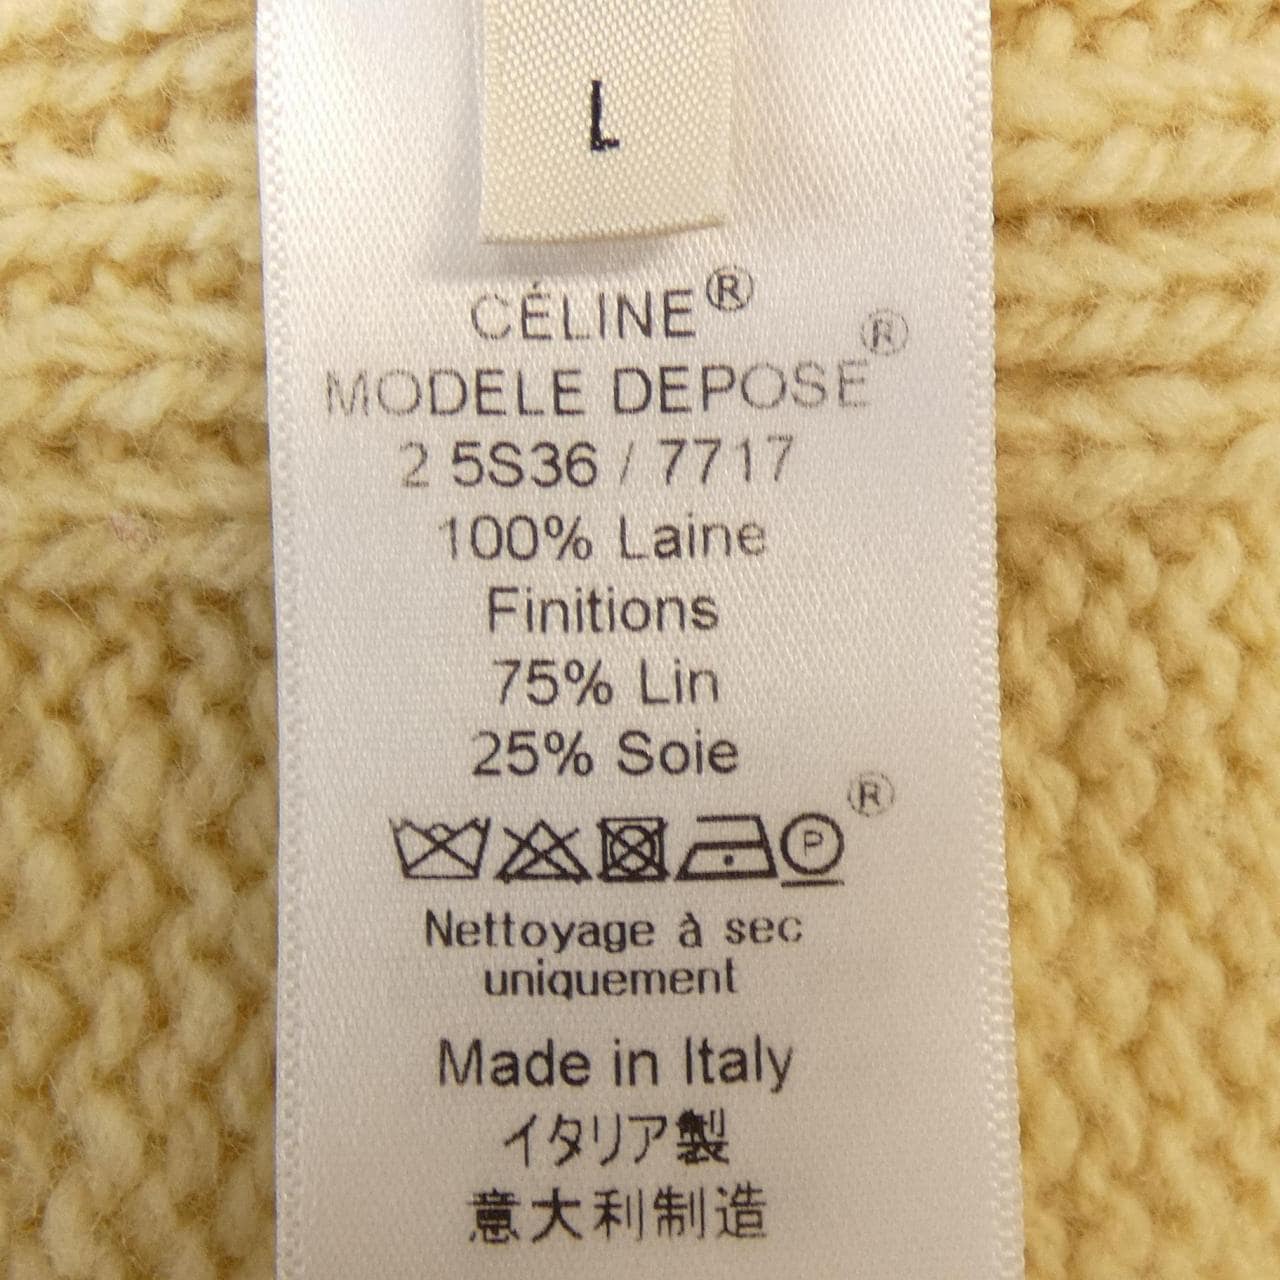 L
CÉLINE®
MODELE DEPOSE®
2 5S36 / 7717
100% Laine
Finitions
75% Lin
25% Soie
P ®
Nettoyage à sec
uniquement
Made in Italy
イタリア製
意大利制造